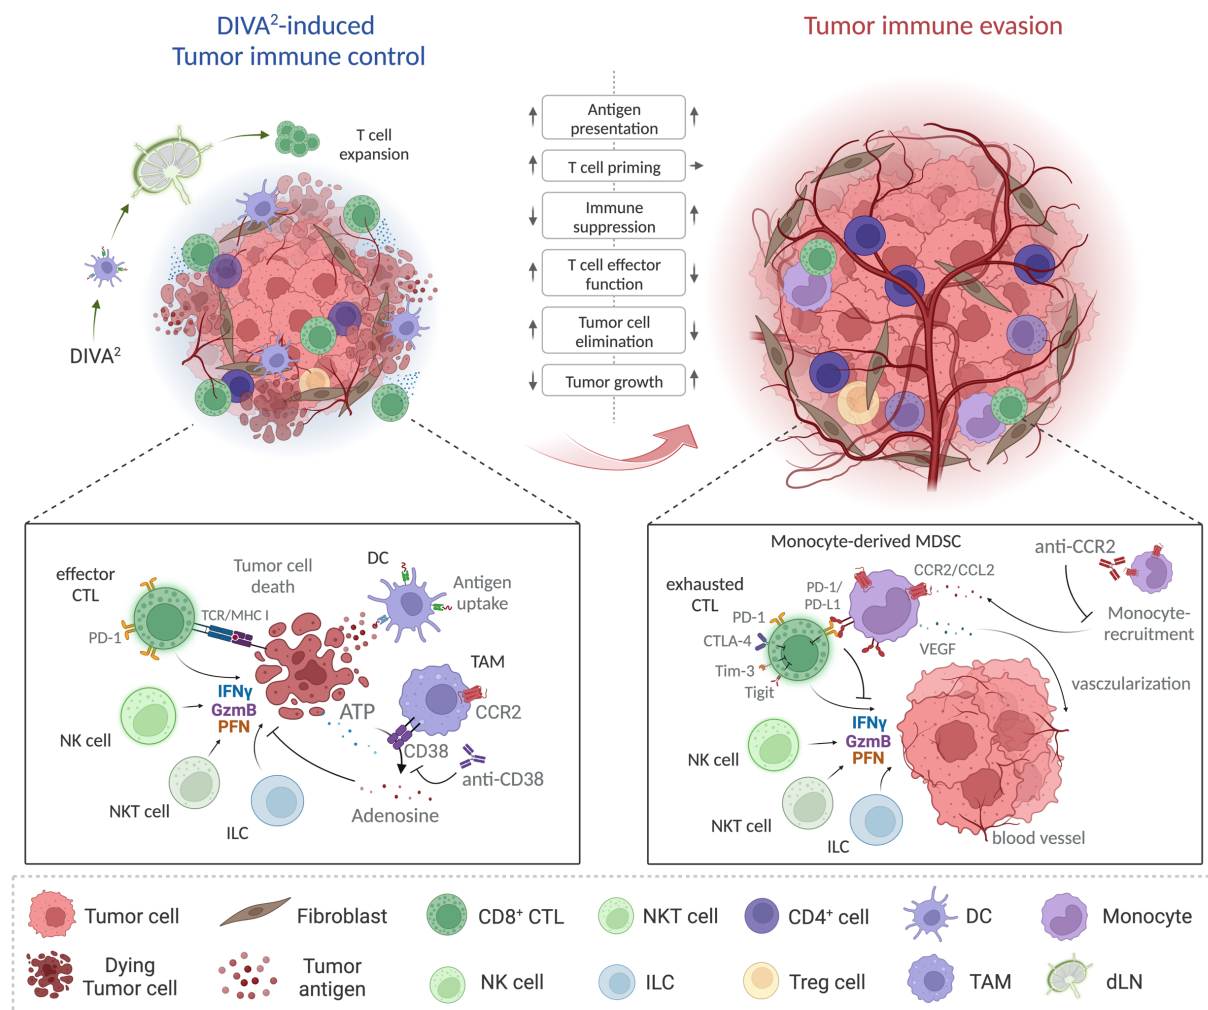 DIVA²-induced
Tumor immune control
Tumor immune evasion
T cell
expansion
DIVA²
Antigen
presentation
T cell priming
Immune
suppression
T cell effector
function
Tumor cell
elimination
Tumor growth
effector
CTL
PD-1
Tumor cell
death
TCR/MHC I
DC
Antigen
uptake
TAM
CCR2
IFNγ
GzmB
PFN
ATP
CD38
anti-CD38
Adenosine
NK cell
NKT cell
ILC
Monocyte-derived MDSC
exhausted
CTL
PD-1/
PD-L1
CCR2/CCL2
anti-CCR2
Monocyte-
recruitment
PD-1
CTLA-4
Tim-3
Tigit
VEGF
vasczularization
IFNγ
GzmB
PFN
NK cell
NKT cell
ILC
blood vessel
Tumor cell
Fibroblast
CD8⁺ CTL
NKT cell
CD4⁺ cell
DC
Monocyte
Dying
Tumor cell
Tumor
antigen
NK cell
ILC
Treg cell
TAM
dLN